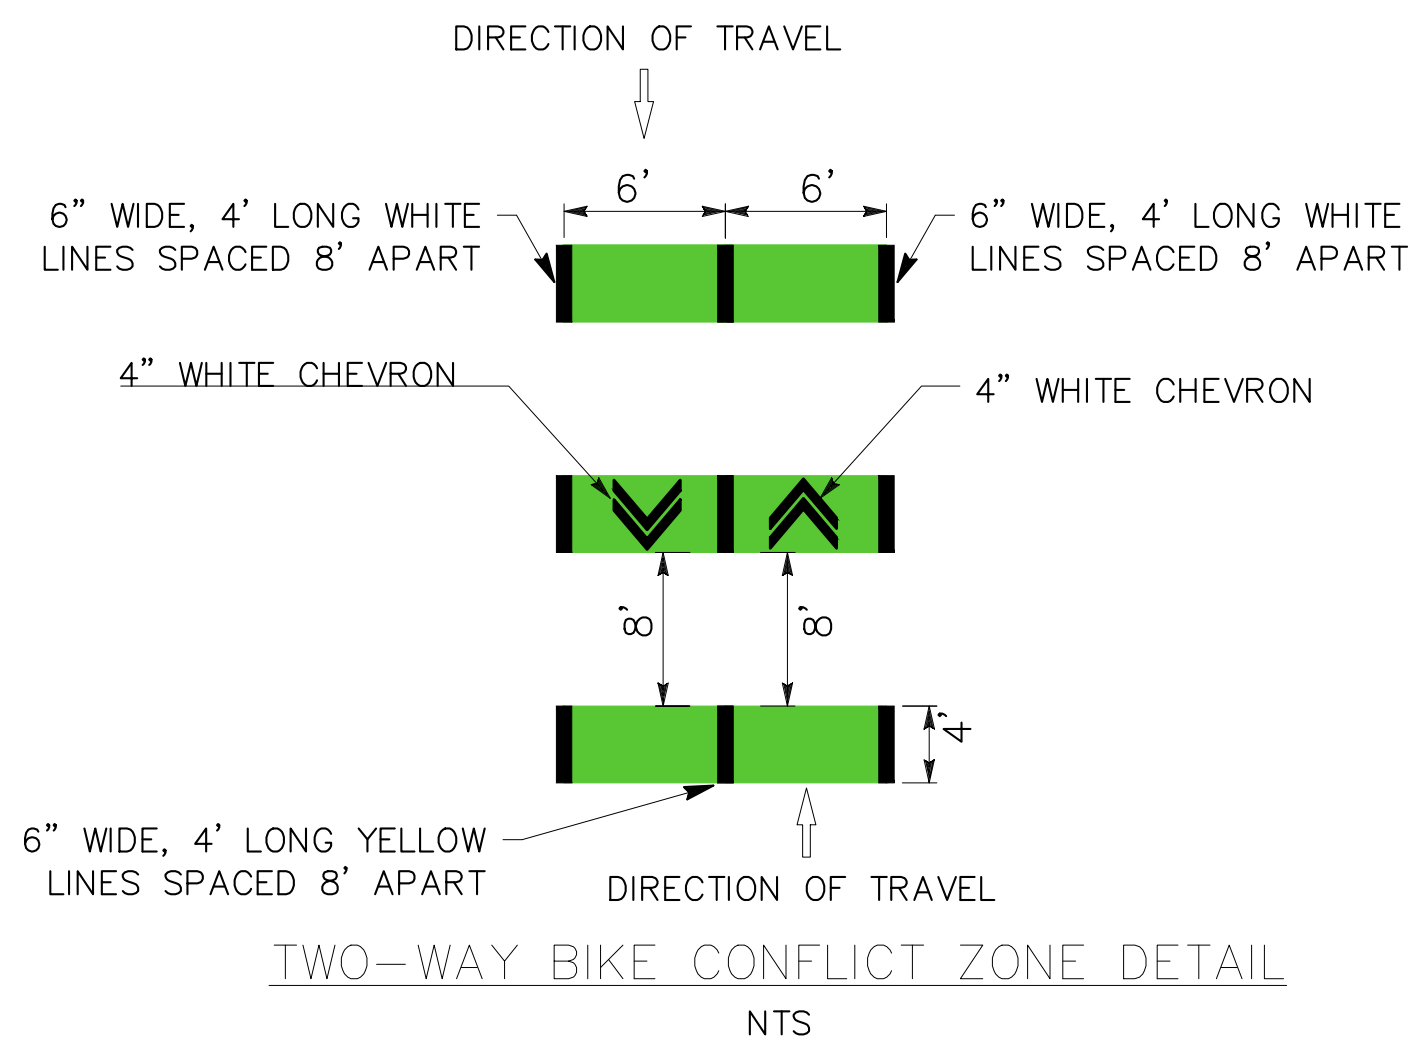 DIRECTION OF TRAVEL
6' 6'
6" WIDE, 4' LONG WHITE
LINES SPACED 8' APART
6" WIDE, 4' LONG WHITE
LINES SPACED 8' APART
4" WHITE CHEVRON
4" WHITE CHEVRON
8' 8'
4'
6" WIDE, 4' LONG YELLOW
LINES SPACED 8' APART
DIRECTION OF TRAVEL
TWO-WAY BIKE CONFLICT ZONE DETAIL
NTS